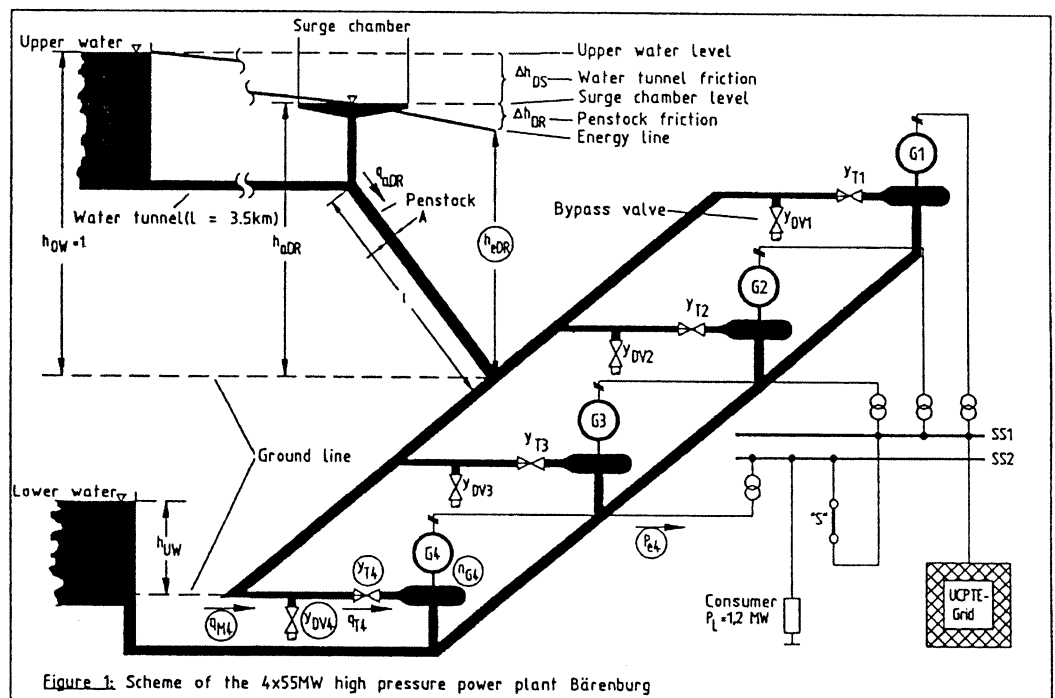 Surge chamber
Upper water
Upper water level
Δh_DS
Water tunnel friction
Surge chamber level
Δh_DR
Penstock friction
Energy line
G1
q_aDR
y_T1
Penstock
A
Bypass valve
y_DV1
Water tunnel (l = 3.5km)
h_OW = 1
h_aDR
h_eDR
G2
l
y_T2
y_DV2
G3
y_T3
SS1
Ground line
SS2
Lower water
y_DV3
"S"
h_UW
G4
P_e4
y_T4
n_G4
UCPTE-
Grid
Consumer
P_L = 1,2 MW
q_M4
y_DV4
q_T4
Figure 1: Scheme of the 4x55MW high pressure power plant Bärenburg